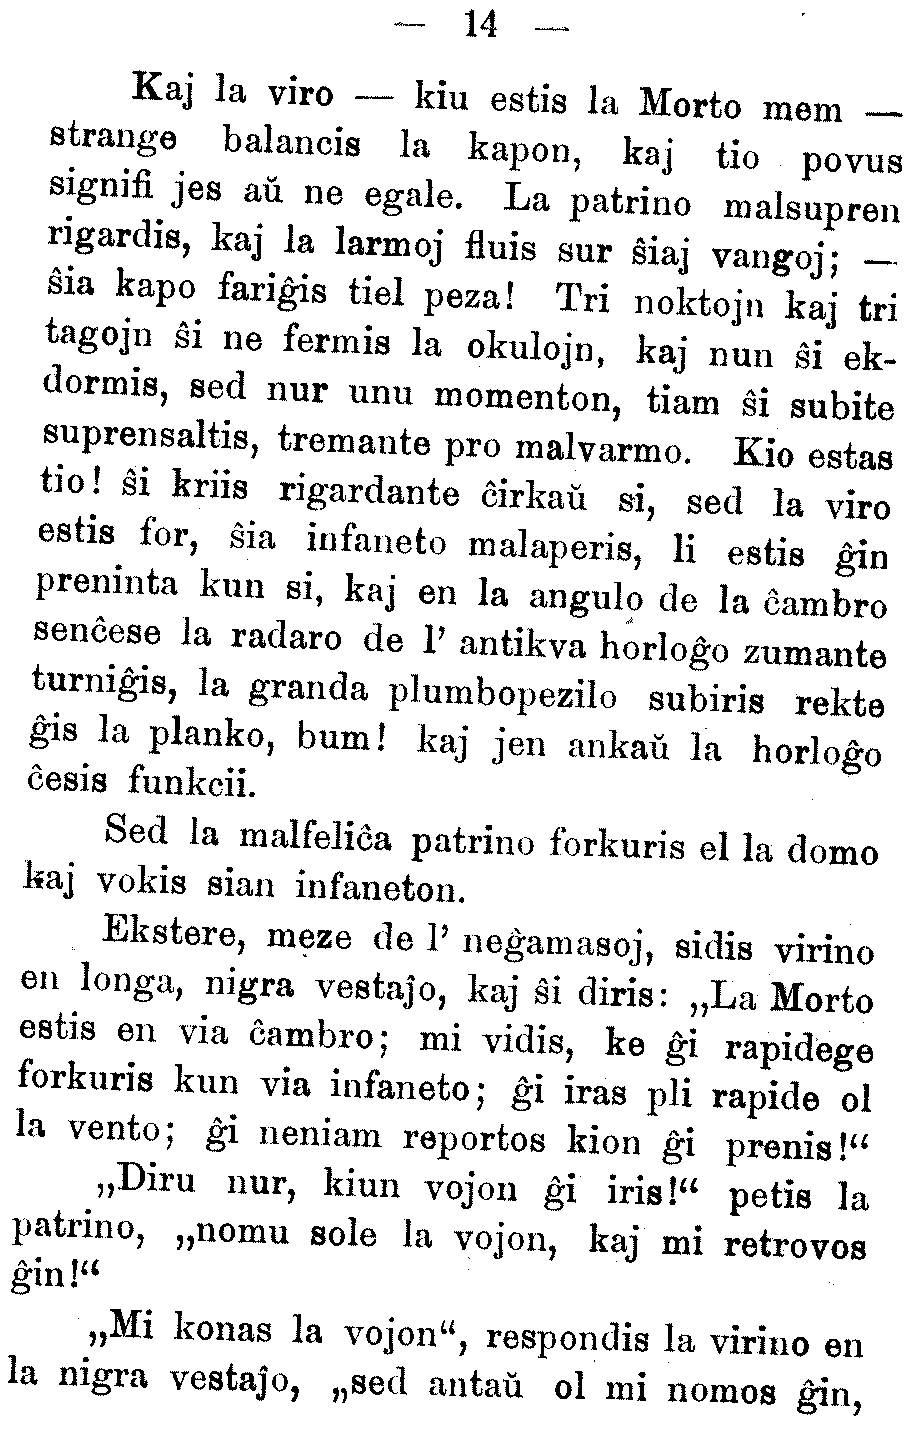 — 14 —
Kaj la viro — kiu estis la Morto mem —
strange balancis la kapon, kaj tio povus
signifi jes aŭ ne egale. La patrino malsupren
rigardis, kaj la larmoj fluis sur ŝiaj vangoj; —
ŝia kapo fariĝis tiel peza! Tri noktojn kaj tri
tagojn ŝi ne fermis la okulojn, kaj nun ŝi ek-
dormis, sed nur unu momenton, tiam ŝi subite
suprensaltis, tremante pro malvarmo. Kio estas
tio! ŝi kriis rigardante ĉirkaŭ si, sed la viro
estis for, ŝia infaneto malaperis, li estis ĝin
preninta kun si, kaj en la angulo de la ĉambro
senĉese la radaro de l' antikva horloĝo zumante
turniĝis, la granda plumbopezilo subiris rekte
ĝis la planko, bum! kaj jen ankaŭ la horloĝo
ĉesis funkcii.
Sed la malfeliĉa patrino forkuris el la domo
kaj vokis sian infaneton.
Ekstere, meze de l' neĝamasoj, sidis virino
en longa, nigra vestaĵo, kaj ŝi diris: „La Morto
estis en via ĉambro; mi vidis, ke ĝi rapidege
forkuris kun via infaneto; ĝi iras pli rapide ol
la vento; ĝi neniam reportos kion ĝi prenis!“
„Diru nur, kiun vojon ĝi iris!“ petis la
patrino, „nomu sole la vojon, kaj mi retrovos
ĝin!“
„Mi konas la vojon“, respondis la virino en
la nigra vestaĵo, „sed antaŭ ol mi nomos ĝin,